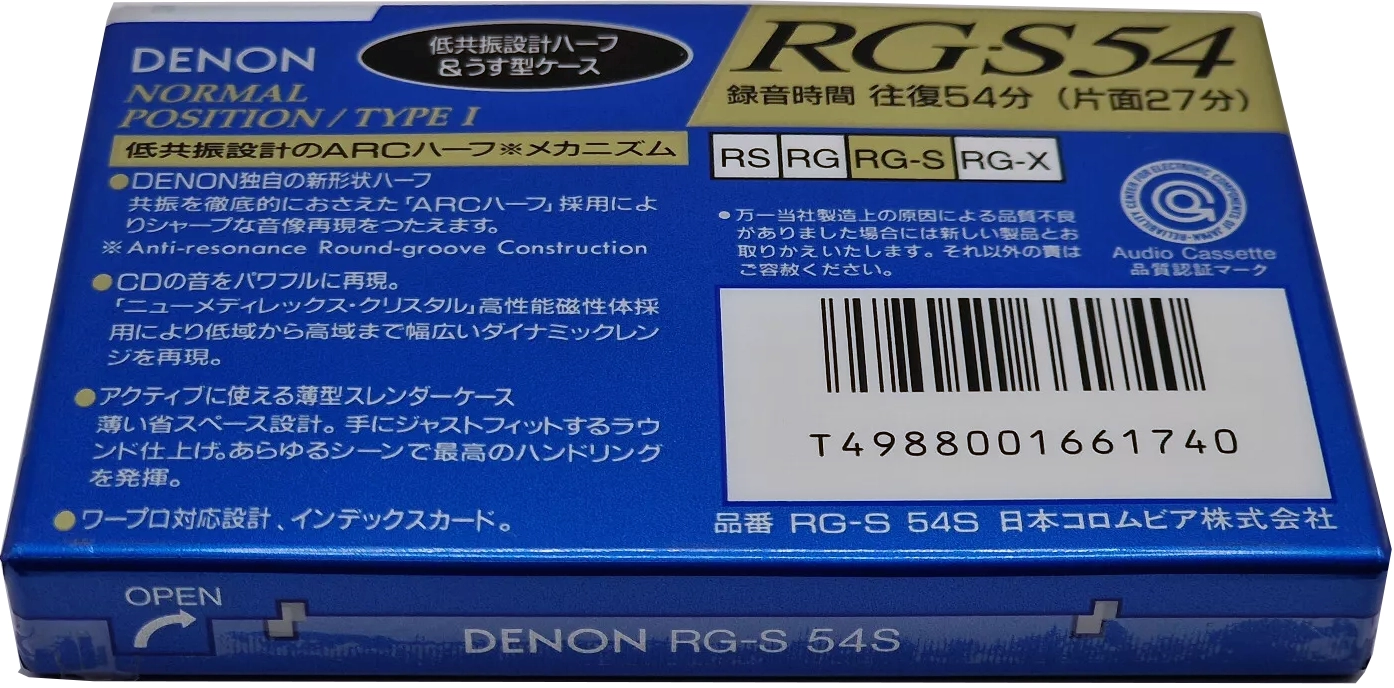 DENON
低共振設計ハーフ
&うす型ケース
NORMAL
POSITION / TYPE I
低共振設計のARCハーフ※メカニズム
●DENON独自の新形状ハーフ
共振を徹底的におさえた「ARCハーフ」採用によ
りシャープな音像再現をつたえます。
※Anti-resonance Round-groove Construction
●CDの音をパワフルに再現。
「ニューメディレックス・クリスタル」高性能磁性体採
用により低域から高域まで幅広いダイナミックレン
ジを再現。
●アクティブに使える薄型スレンダーケース
薄い省スペース設計。手にジャストフィットするラウ
ンド仕上げ。あらゆるシーンで最高のハンドリング
を発揮。
●ワープロ対応設計、インデックスカード。
RG-S54
録音時間 往復54分 (片面27分)
RS RG RG-S RG-X
●万一当社製造上の原因による品質不良
がありました場合には新しい製品とお
取りかえいたします。それ以外の責は
ご容赦ください。
RELIABILITY CENTER FOR ELECTRONIC COMPONENTS OF JAPAN
Audio Cassette
品質認証マーク
T4988001661740
品番 RG-S 54S 日本コロムビア株式会社
OPEN
DENON RG-S 54S